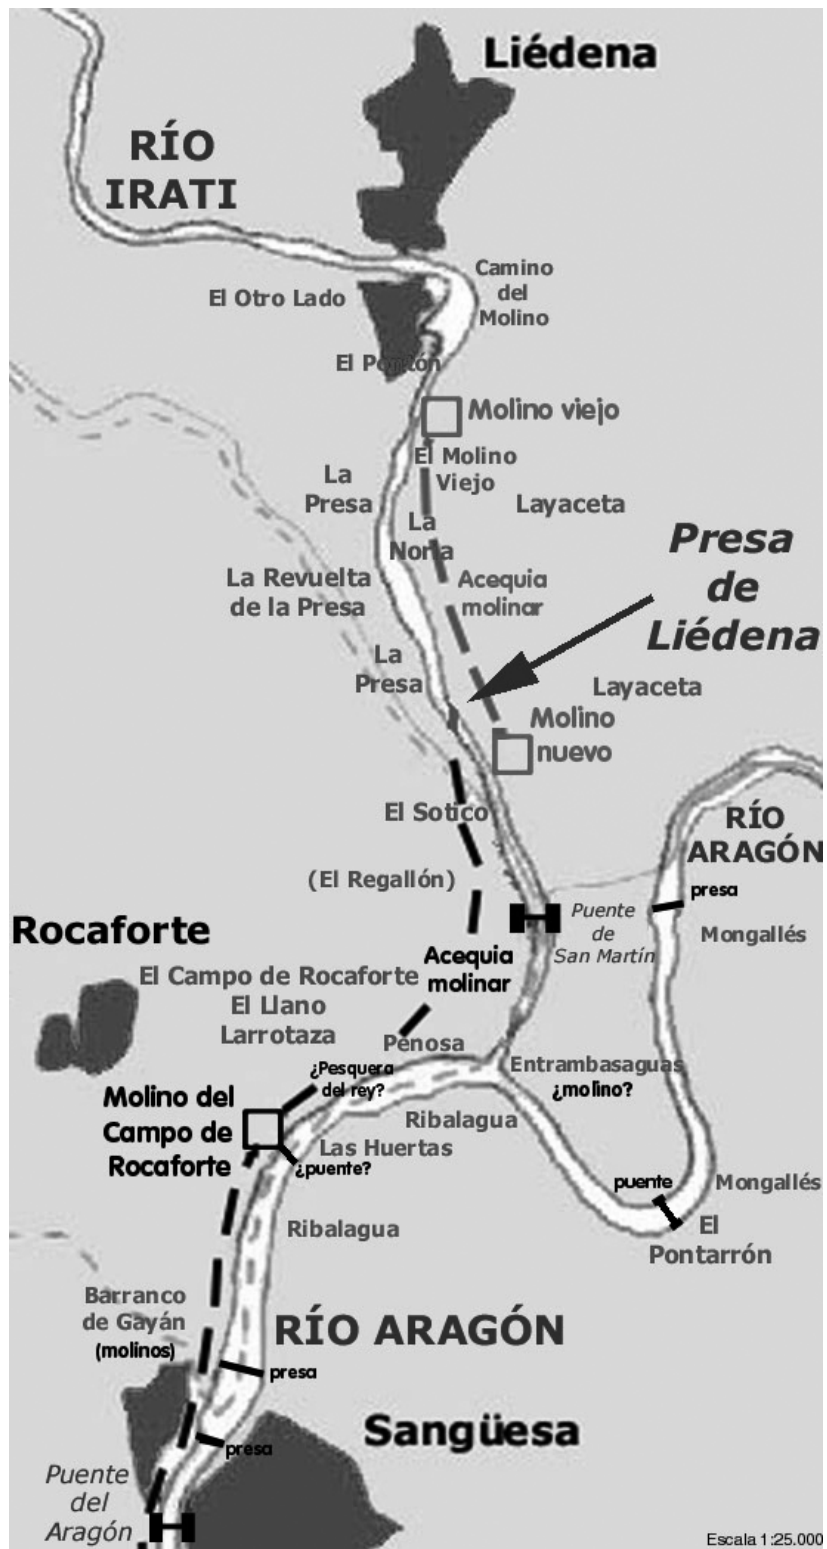 Liédena
RÍO
IRATI
Camino
del
Molino
El Otro Lado
El Pontón
Molino viejo
El Molino
Viejo
La
Presa
Layaceta
La
Noria
Presa
de
Liédena
La Revuelta
de la Presa
Acequia
molinar
La
Presa
Layaceta
Molino
nuevo
El Sotico
RÍO
ARAGÓN
(El Regallón)
presa
Puente
de
San Martín
Mongallés
Rocaforte
Acequia
molinar
El Campo de Rocaforte
El Llano
Larrotaza
Penosa
¿Pesquera
del rey?
Entrambasaguas
¿molino?
Molino del
Campo de
Rocaforte
Ribalagua
Las Huertas
¿puente?
puente
Mongallés
El
Pontarrón
Ribalagua
Barranco
de Gayán
(molinos)
RÍO ARAGÓN
presa
Sangüesa
presa
Puente
del
Aragón
Escala 1:25.000